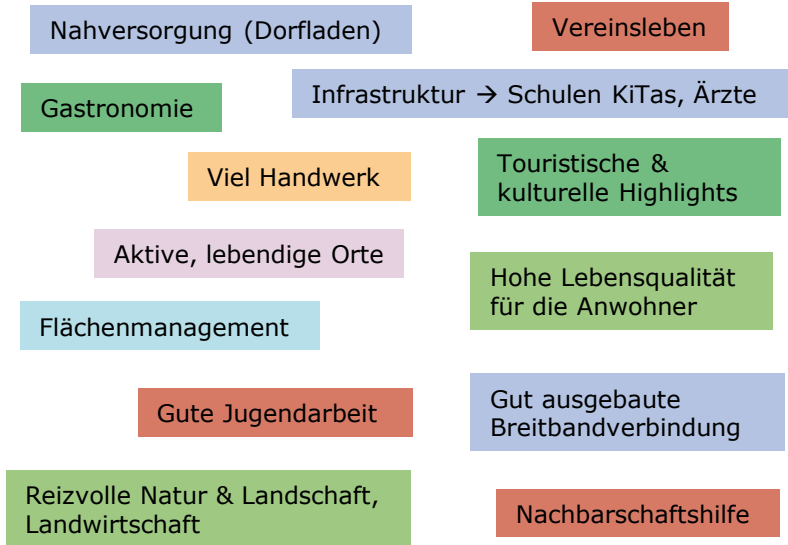 Nahversorgung (Dorfladen)
Vereinsleben
Infrastruktur → Schulen KiTas, Ärzte
Gastronomie
Viel Handwerk
Touristische &
kulturelle Highlights
Aktive, lebendige Orte
Hohe Lebensqualität
für die Anwohner
Flächenmanagement
Gute Jugendarbeit
Gut ausgebaute
Breitbandverbindung
Reizvolle Natur & Landschaft,
Landwirtschaft
Nachbarschaftshilfe